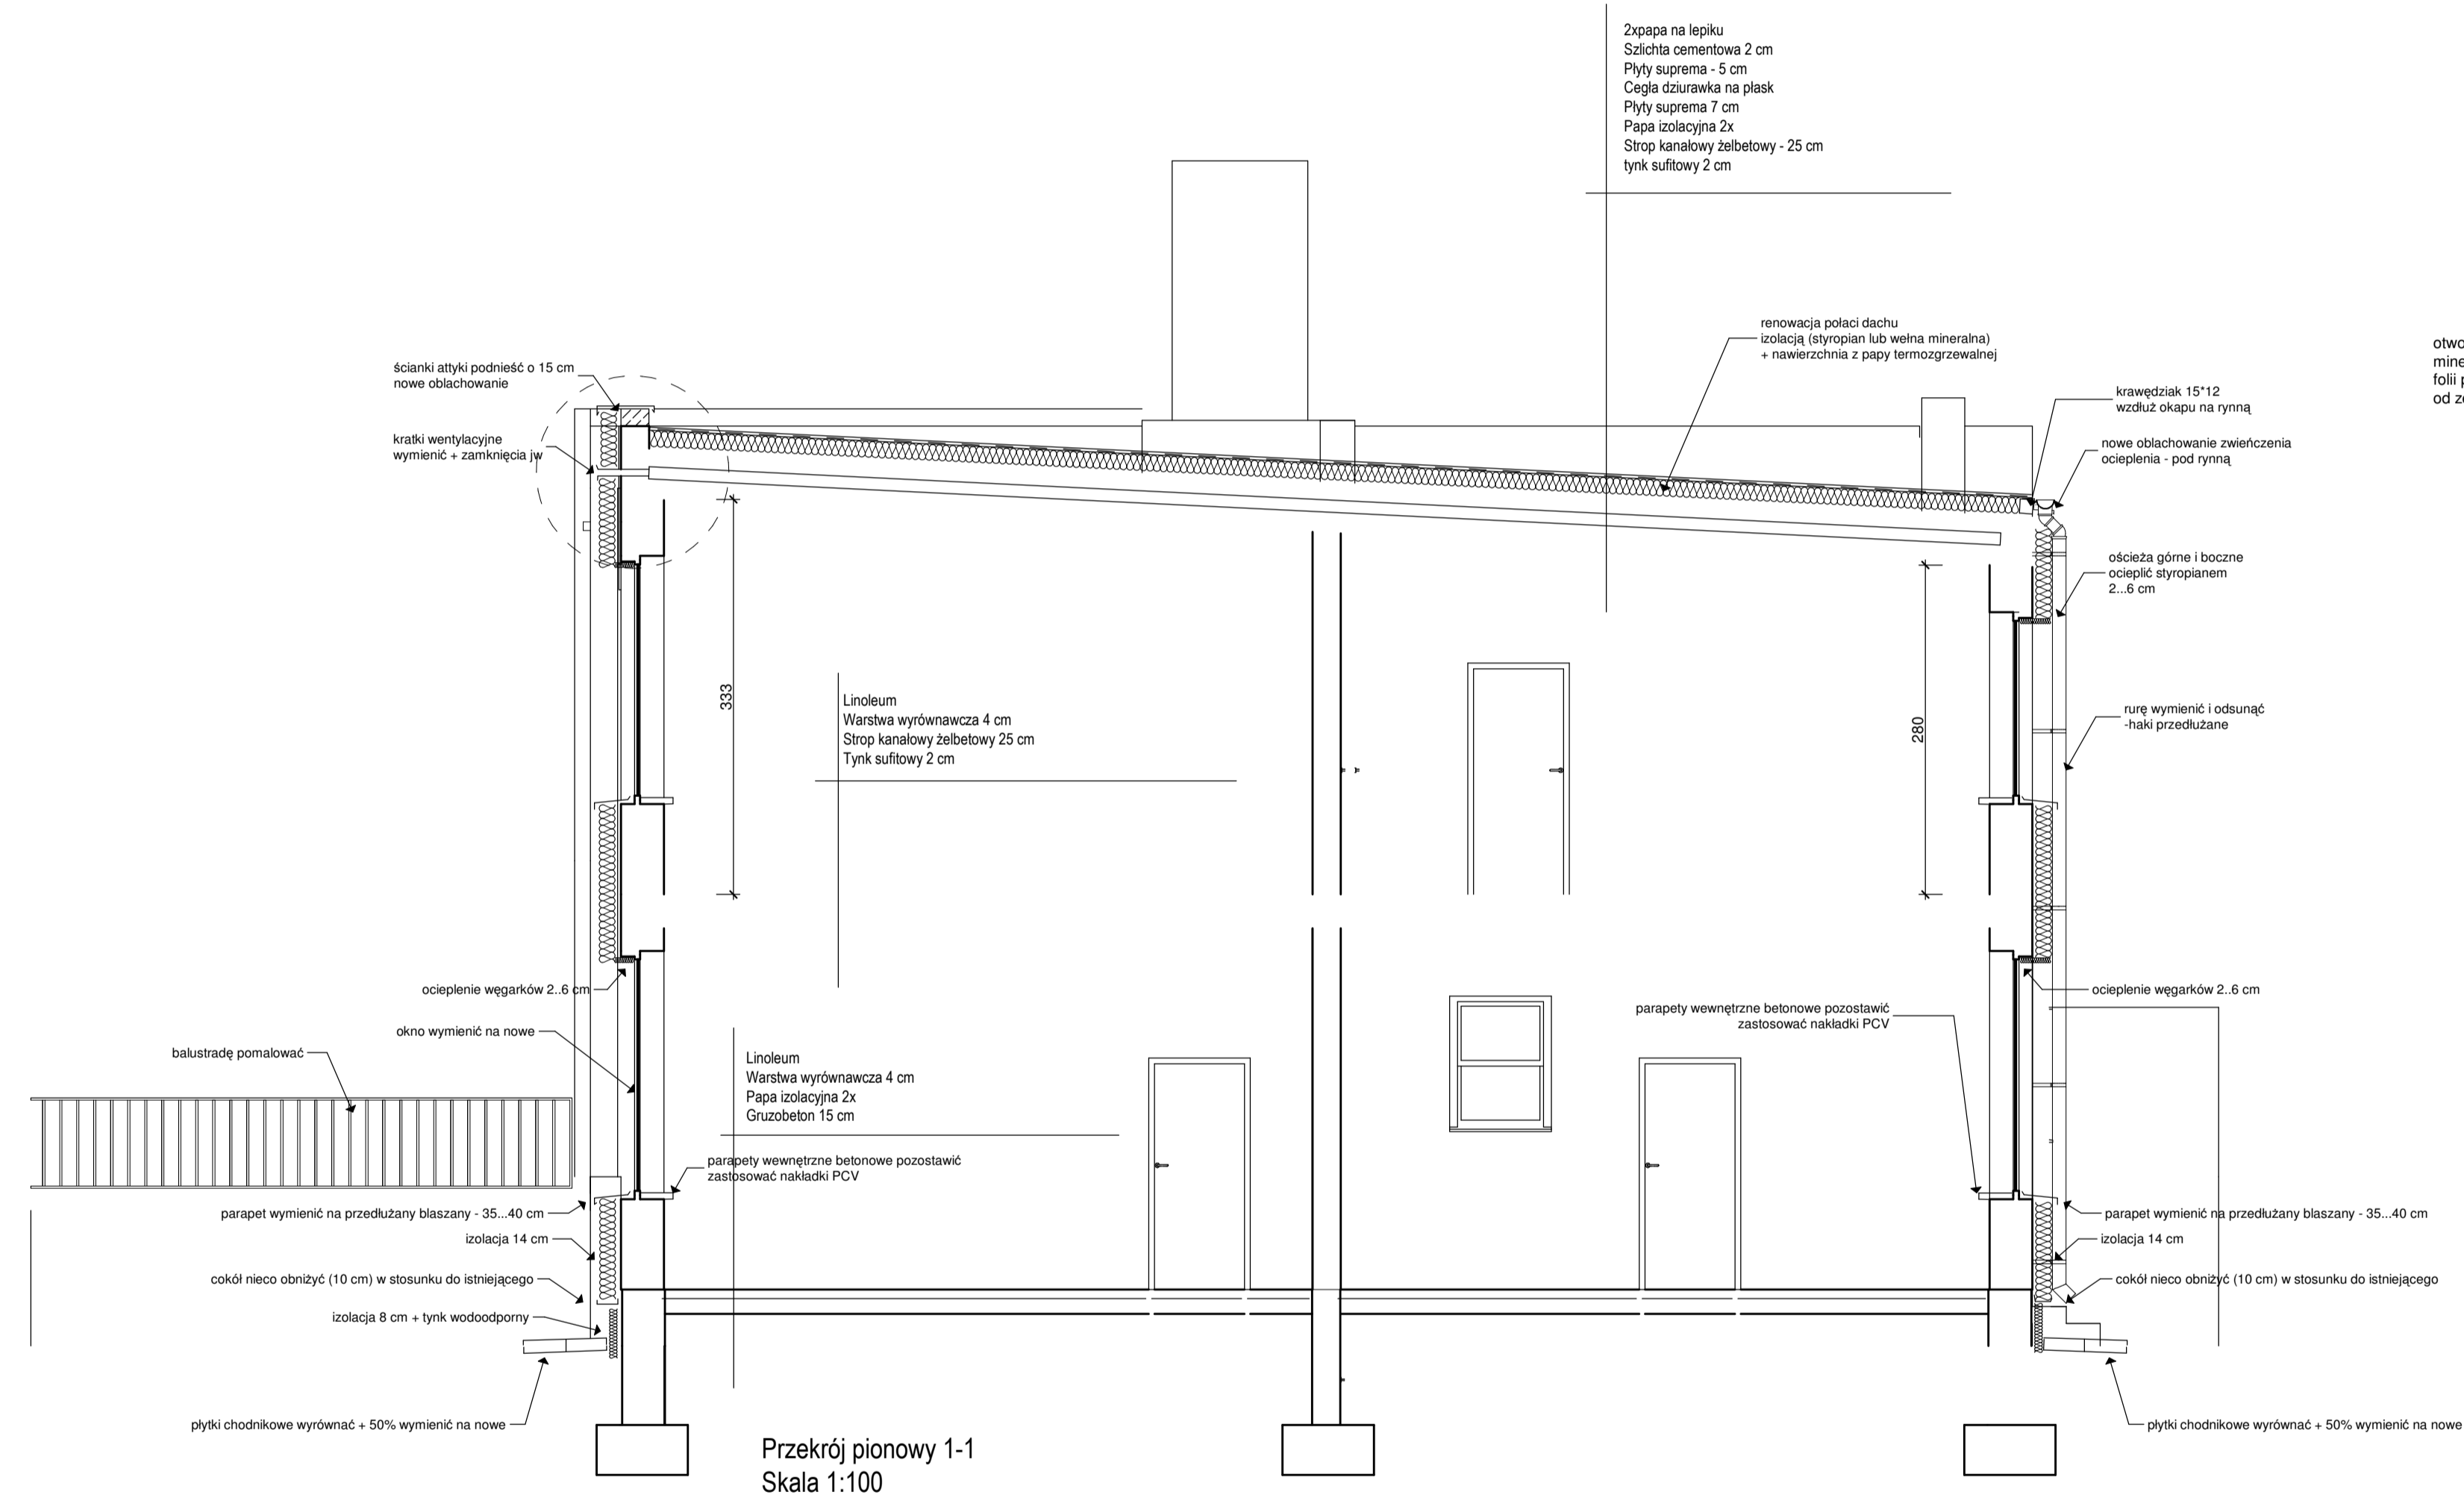 2xpapa na lepiku
Szlichta cementowa 2 cm
Płyty suprema - 5 cm
Cegła dziurawka na płask
Płyty suprema 7 cm
Papa izolacyjna 2x
Strop kanałowy żelbetowy - 25 cm
tynk sufitowy 2 cm
renowacja połaci dachu
izolacją (styropian lub wełna mineralna)
+ nawierzchnia z papy termozgrzewalnej
ścianki attyki podnieść o 15 cm
nowe oblachowanie
kratki wentylacyjne
wymienić + zamknięcia jw
krawędziak 15*12
wzdłuż okapu na rynną
nowe oblachowanie zwieńczenia
ocieplenia - pod rynną
ościeża górne i boczne
ocieplić styropianem
2...6 cm
333
280
rurę wymienić i odsunąć
-haki przedłużane
Linoleum
Warstwa wyrównawcza 4 cm
Strop kanałowy żelbetowy 25 cm
Tynk sufitowy 2 cm
ocieplenie węgarków 2..6 cm
okno wymienić na nowe
balustradę pomalować
Linoleum
Warstwa wyrównawcza 4 cm
Papa izolacyjna 2x
Gruzobeton 15 cm
parapety wewnętrzne betonowe pozostawić
zastosować nakładki PCV
ocieplenie węgarków 2..6 cm
parapety wewnętrzne betonowe pozostawić
zastosować nakładki PCV
parapet wymienić na przedłużany blaszany - 35...40 cm
izolacja 14 cm
cokół nieco obniżyć (10 cm) w stosunku do istniejącego
izolacja 8 cm + tynk wodoodporny
płytki chodnikowe wyrównać + 50% wymienić na nowe
parapet wymienić na przedłużany blaszany - 35...40 cm
izolacja 14 cm
cokół nieco obniżyć (10 cm) w stosunku do istniejącego
płytki chodnikowe wyrównać + 50% wymienić na nowe
Przekrój pionowy 1-1
Skala 1:100
folii
od